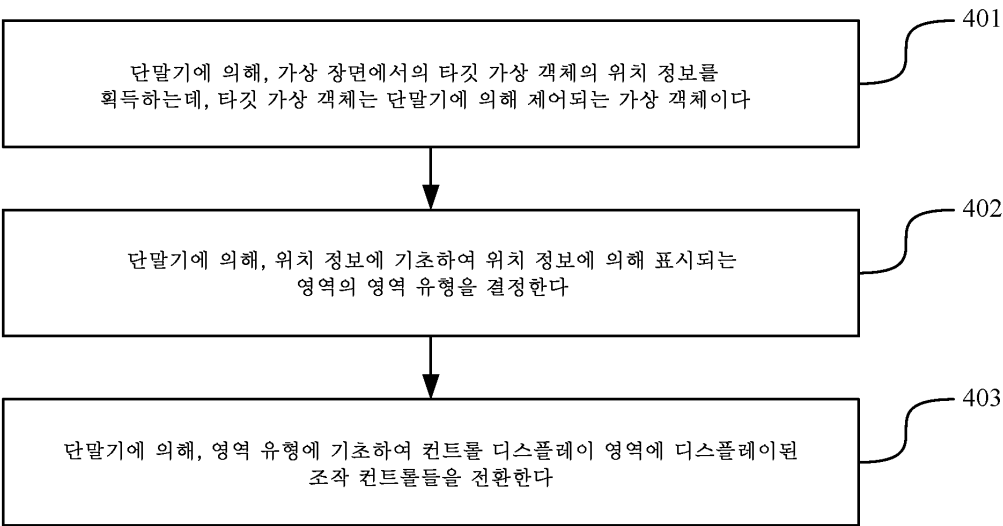 401
단말기에 의해, 가상 장면에서의 타깃 가상 객체의 위치 정보를
획득하는데, 타깃 가상 객체는 단말기에 의해 제어되는 가상 객체이다
402
단말기에 의해, 위치 정보에 기초하여 위치 정보에 의해 표시되는
영역의 영역 유형을 결정한다
403
단말기에 의해, 영역 유형에 기초하여 컨트롤 디스플레이 영역에 디스플레이된
조작 컨트롤들을 전환한다